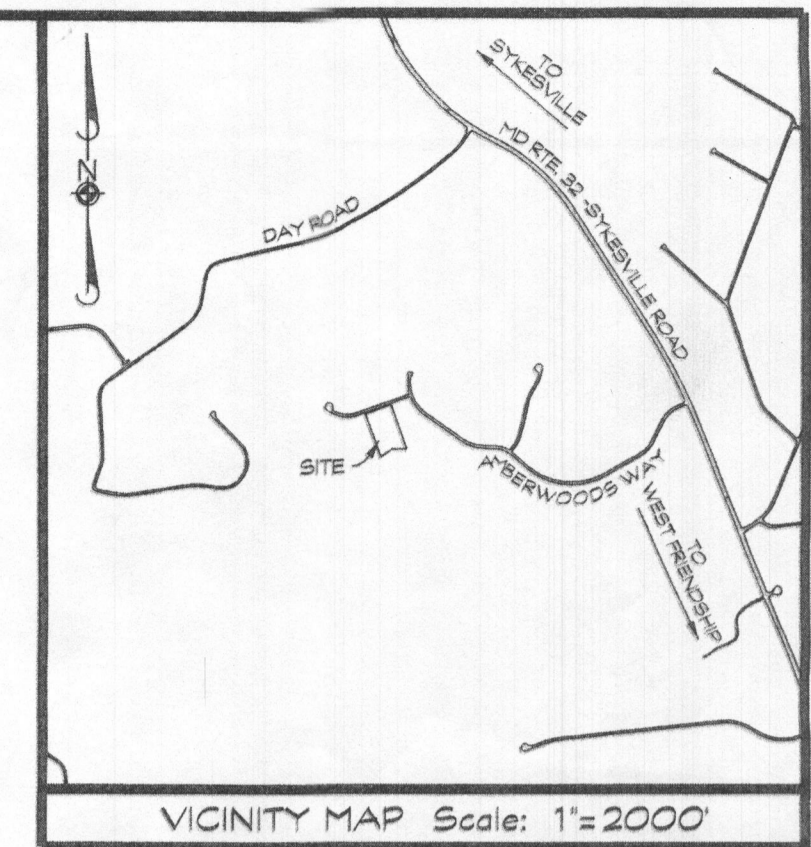 TO
SYKESVILLE
N
MD RTE. 32 -SYKESVILLE ROAD
DAY ROAD
SITE
AMBERWOODS WAY
TO
WEST FRIENDSHIP
VICINITY MAP Scale: 1"=2000'